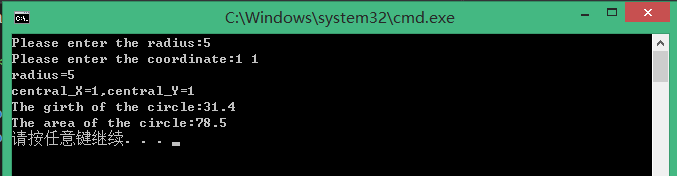 C:\Windows\system32\cmd.exe
Please enter the radius:5
Please enter the coordinate:1 1
radius=5
central_X=1,central_Y=1
The girth of the circle:31.4
The area of the circle:78.5
请按任意键继续. . .